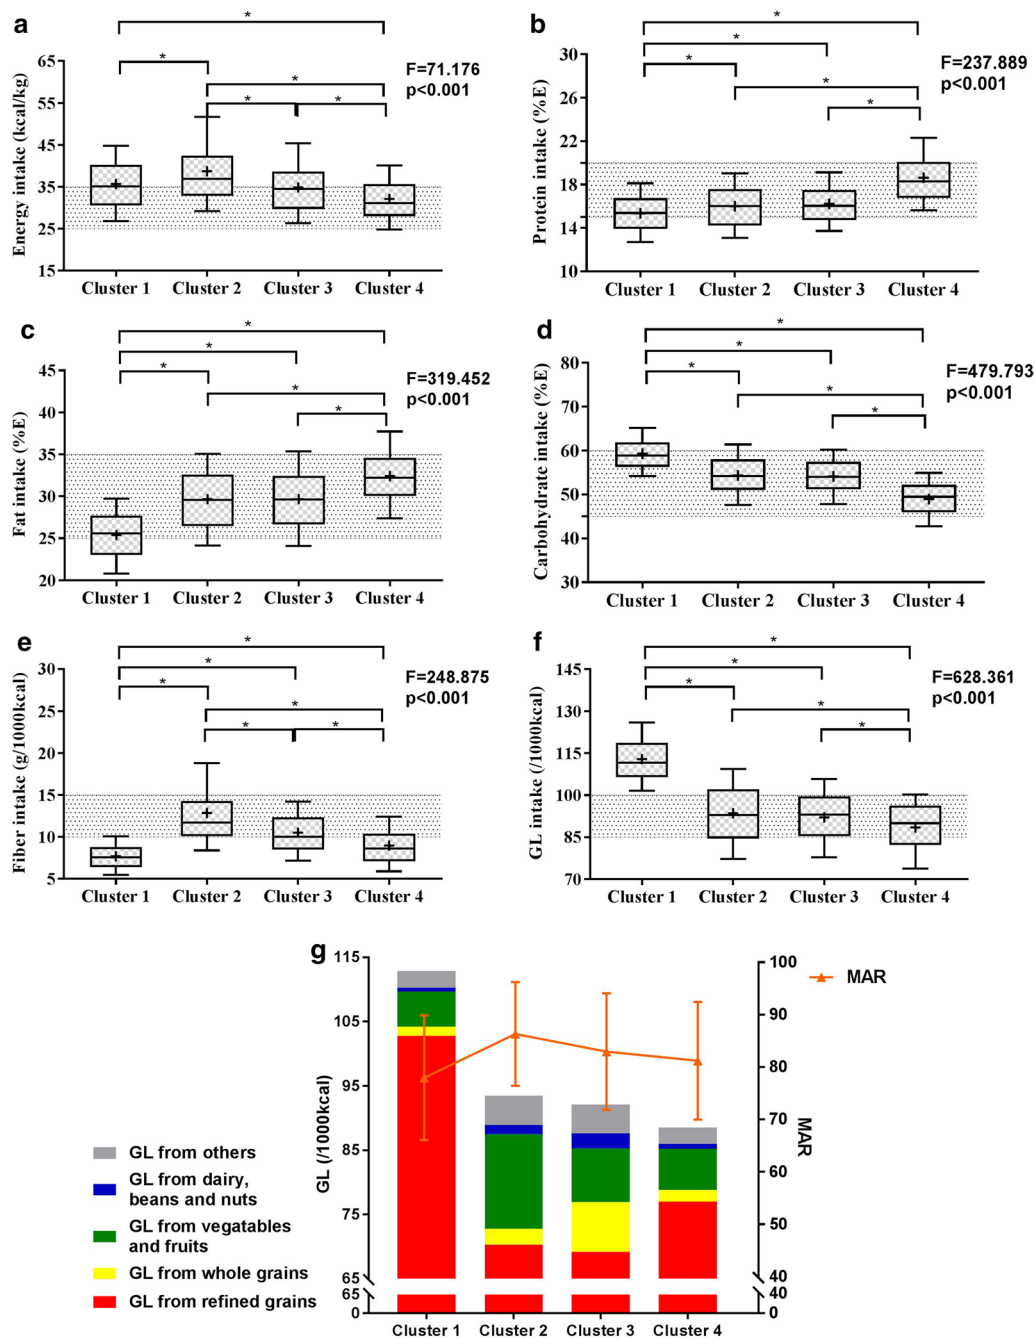 a
*
*
*
*
*
F=71.176
p<0.001
Energy intake (kcal/kg)
65
55
45
35
25
15
Cluster 1 Cluster 2 Cluster 3 Cluster 4
b
*
*
*
*
*
F=237.889
p<0.001
Protein intake (%E)
30
26
22
18
14
10
Cluster 1 Cluster 2 Cluster 3 Cluster 4
c
*
*
*
*
*
F=319.452
p<0.001
Fat intake (%E)
45
40
35
30
25
20
Cluster 1 Cluster 2 Cluster 3 Cluster 4
d
*
*
*
*
*
F=479.793
p<0.001
Carbohydrate intake (%E)
80
70
60
50
40
30
Cluster 1 Cluster 2 Cluster 3 Cluster 4
e
*
*
*
*
*
*
F=248.875
p<0.001
Fiber intake (g/1000kcal)
30
25
20
15
10
5
Cluster 1 Cluster 2 Cluster 3 Cluster 4
f
*
*
*
*
*
F=628.361
p<0.001
GL intake (/1000kcal)
145
130
115
100
85
70
Cluster 1 Cluster 2 Cluster 3 Cluster 4
g
GL (/1000kcal)
115
105
95
85
75
65
65
0
100
90
80
70
60
50
40
40
0
MAR
MAR
GL from others
GL from dairy,
beans and nuts
GL from vegatables
and fruits
GL from whole grains
GL from refined grains
Cluster 1 Cluster 2 Cluster 3 Cluster 4